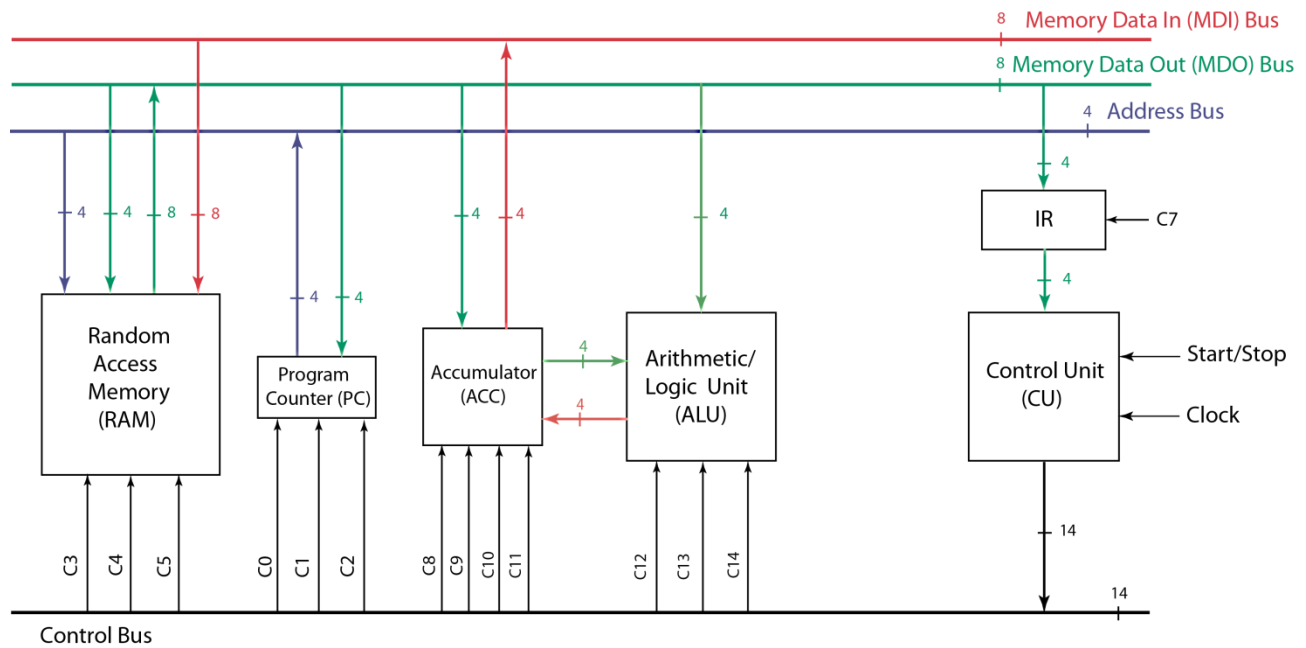 8 Memory Data In (MDI) Bus
8 Memory Data Out (MDO) Bus
4 Address Bus
4
4
8
8
4
4
4
4
4
4
IR
C7
4
Random
Access
Memory
(RAM)
Program
Counter (PC)
Accumulator
(ACC)
4
4
Arithmetic/
Logic Unit
(ALU)
Control Unit
(CU)
Start/Stop
Clock
C3
C4
C5
C0
C1
C2
C8
C9
C10
C11
C12
C13
C14
14
14
Control Bus